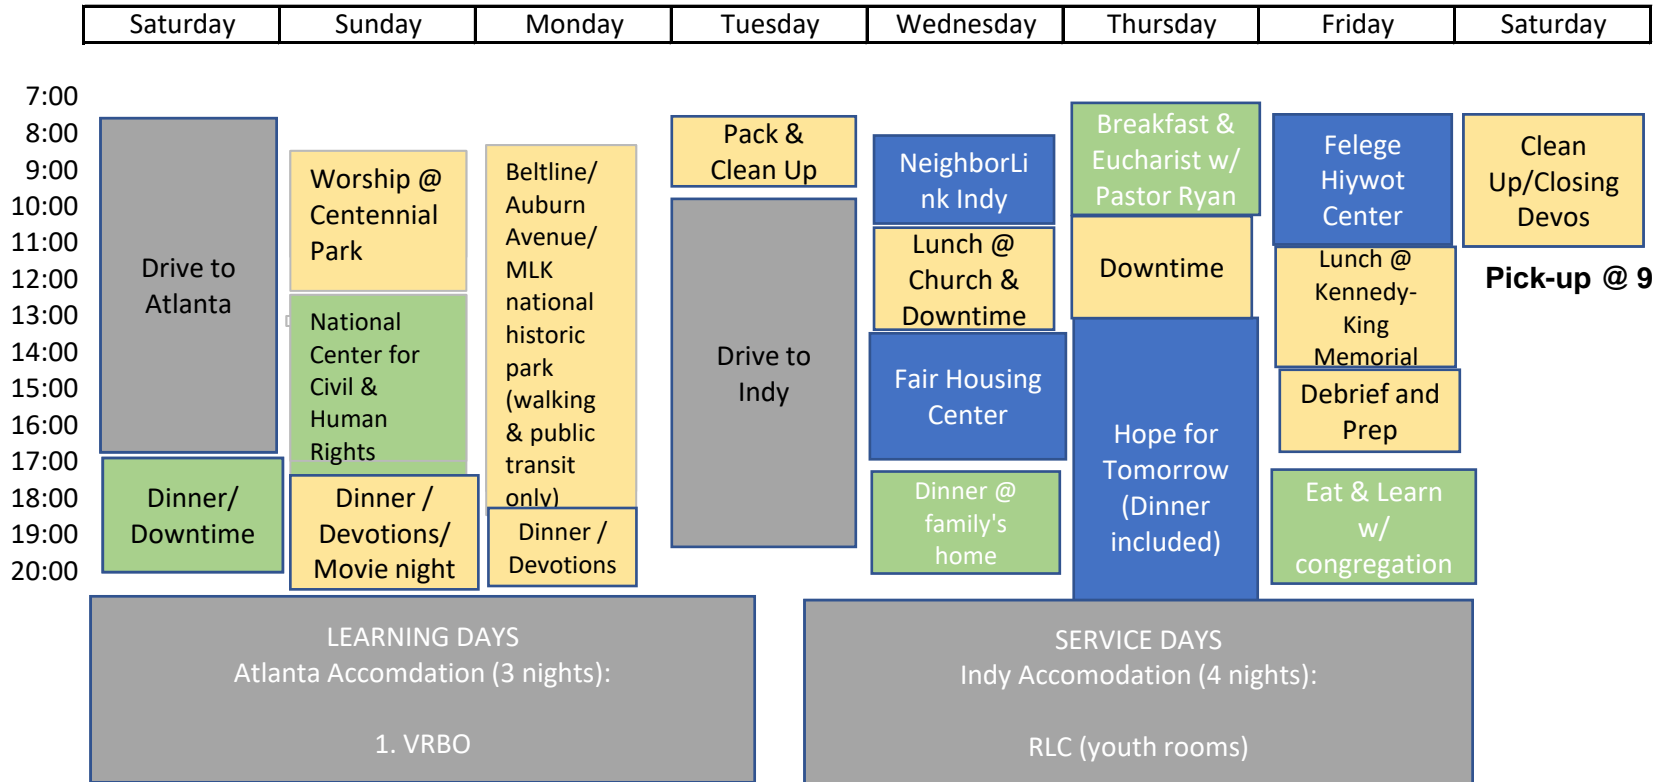 Saturday Sunday Monday Tuesday Wednesday Thursday Friday Saturday
7:00
8:00
9:00
10:00
11:00
12:00
13:00
14:00
15:00
16:00
17:00
18:00
19:00
20:00
Drive to
Atlanta
Dinner/
Downtime
Worship @
Centennial
Park
National
Center for
Civil &
Human
Rights
Dinner /
Devotions/
Movie night
Beltline/
Auburn
Avenue/
MLK
national
historic
park
(walking
& public
transit
only)
Dinner /
Devotions
Pack &
Clean Up
Drive to
Indy
NeighborLi
nk Indy
Lunch @
Church &
Downtime
Fair Housing
Center
Dinner @
family's
home
Breakfast &
Eucharist w/
Pastor Ryan
Downtime
Hope for
Tomorrow
(Dinner
included)
Felege
Hiywot
Center
Lunch @
Kennedy-
King
Memorial
Debrief and
Prep
Eat & Learn
w/
congregation
Clean
Up/Closing
Devos
Pick-up @ 9
LEARNING DAYS
Atlanta Accomdation (3 nights):
1. VRBO
SERVICE DAYS
Indy Accomodation (4 nights):
RLC (youth rooms)